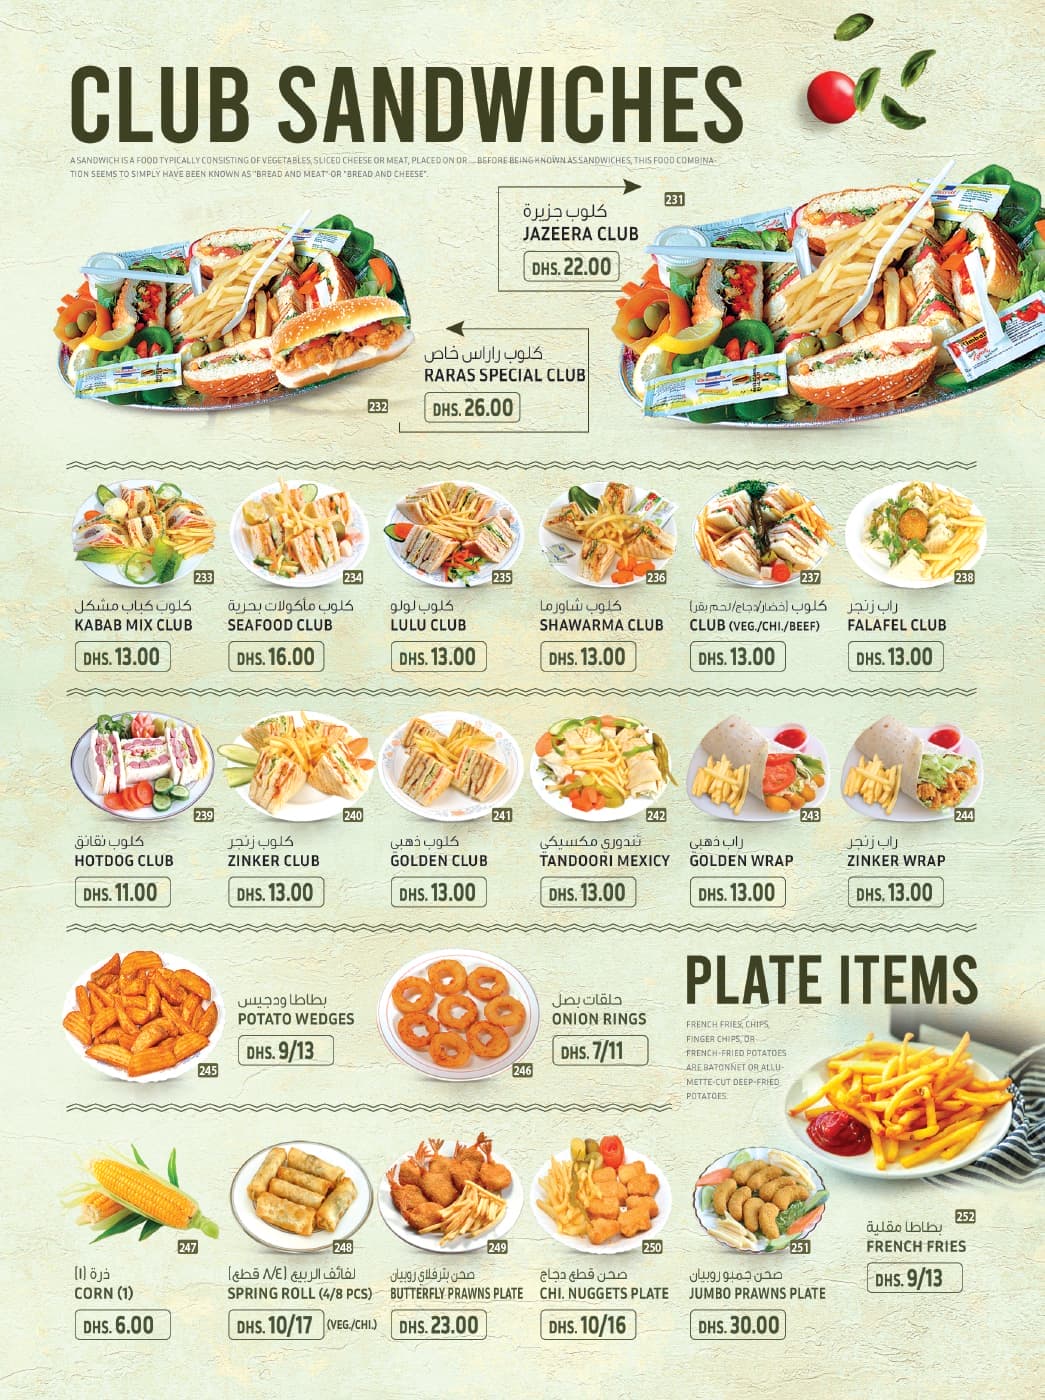 CLUB SANDWICHES
A SANDWICH IS A FOOD TYPICALLY CONSISTING OF VEGETABLES, SLICED CHEESE OR MEAT, PLACED ON OR ... BEFORE BEING KNOWN AS SANDWICHES, THIS FOOD COMBINA-
TION SEEMS TO SIMPLY HAVE BEEN KNOWN AS "BREAD AND MEAT" OR "BREAD AND CHEESE".
231
كلوب جزيرة
JAZEERA CLUB
DHS. 22.00
كلوب راراس خاص
RARAS SPECIAL CLUB
232
DHS. 26.00
233 234 235 236 237 238
كلوب كباب مشكل كلوب مأكولات بحرية كلوب لولو كلوب شاورما كلوب (خضار/دجاج/لحم بقر) راب زنجر
KABAB MIX CLUB SEAFOOD CLUB LULU CLUB SHAWARMA CLUB CLUB (VEG./CHI./BEEF) FALAFEL CLUB
DHS. 13.00 DHS. 16.00 DHS. 13.00 DHS. 13.00 DHS. 13.00 DHS. 13.00
239 240 241 242 243 244
كلوب نقانق كلوب زنجر كلوب ذهبي تندوري مكسيكي راب ذهبي راب زنجر
HOTDOG CLUB ZINKER CLUB GOLDEN CLUB TANDOORI MEXICY GOLDEN WRAP ZINKER WRAP
DHS. 11.00 DHS. 13.00 DHS. 13.00 DHS. 13.00 DHS. 13.00 DHS. 13.00
بطاطا ودجيس
POTATO WEDGES
DHS. 9/13
245
حلقات بصل
ONION RINGS
DHS. 7/11
246
PLATE ITEMS
FRENCH FRIES, CHIPS,
FINGER CHIPS, OR
FRENCH-FRIED POTATOES
ARE BATONNET OR ALLU-
METTE-CUT DEEP-FRIED
POTATOES.
252
بطاطا مقلية
FRENCH FRIES
DHS. 9/13
247 248 249 250 251
ذرة (١) لفائف الربيع (٨/٤ قطع) صحن بترفلاي روبيان صحن قطع دجاج صحن جمبو روبيان
CORN (1) SPRING ROLL (4/8 PCS) BUTTERFLY PRAWNS PLATE CHI. NUGGETS PLATE JUMBO PRAWNS PLATE
DHS. 6.00 DHS. 10/17 (VEG./CHI.) DHS. 23.00 DHS. 10/16 DHS. 30.00